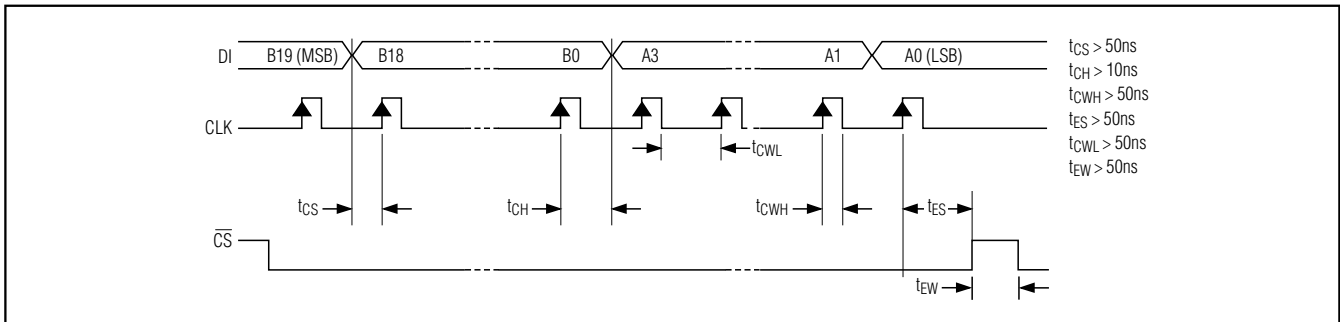 DI B19 (MSB) B18 B0 A3 A1 A0 (LSB)
CLK
tCWL
tCS tCH tCWH tES
CS
tEW
tCS > 50ns
tCH > 10ns
tCWH > 50ns
tES > 50ns
tCWL > 50ns
tEW > 50ns